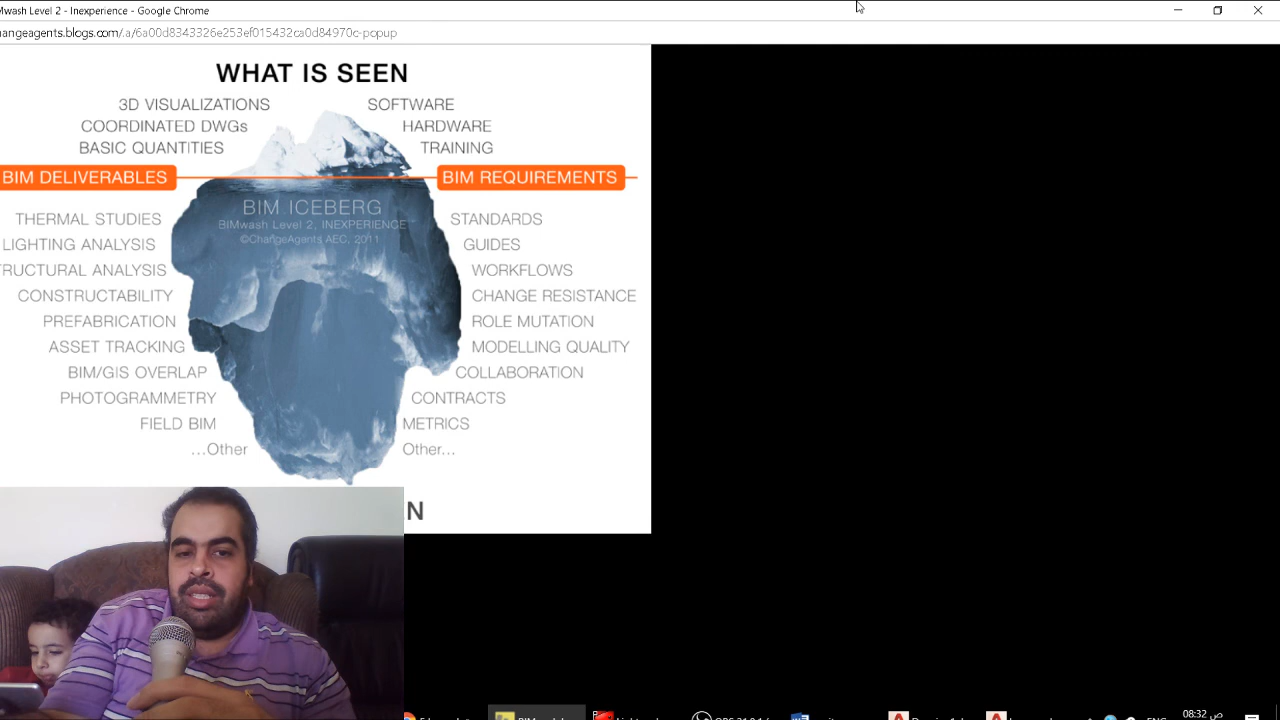 Mwash Level 2 - Inexperience - Google Chrome
angeagents.blogs.com/.a/6a00d8343326e253ef015432ca0d84970c-popup
WHAT IS SEEN
3D VISUALIZATIONS
COORDINATED DWGs
BASIC QUANTITIES
SOFTWARE
HARDWARE
TRAINING
BIM DELIVERABLES
BIM REQUIREMENTS
BIM ICEBERG
BIMwash Level 2, INEXPERIENCE
©ChangeAgents AEC, 2011
THERMAL STUDIES
LIGHTING ANALYSIS
TRUCTURAL ANALYSIS
CONSTRUCTABILITY
PREFABRICATION
ASSET TRACKING
BIM/GIS OVERLAP
PHOTOGRAMMETRY
FIELD BIM
...Other
STANDARDS
GUIDES
WORKFLOWS
CHANGE RESISTANCE
ROLE MUTATION
MODELLING QUALITY
COLLABORATION
CONTRACTS
METRICS
Other...
N
ENG
08:32 ص